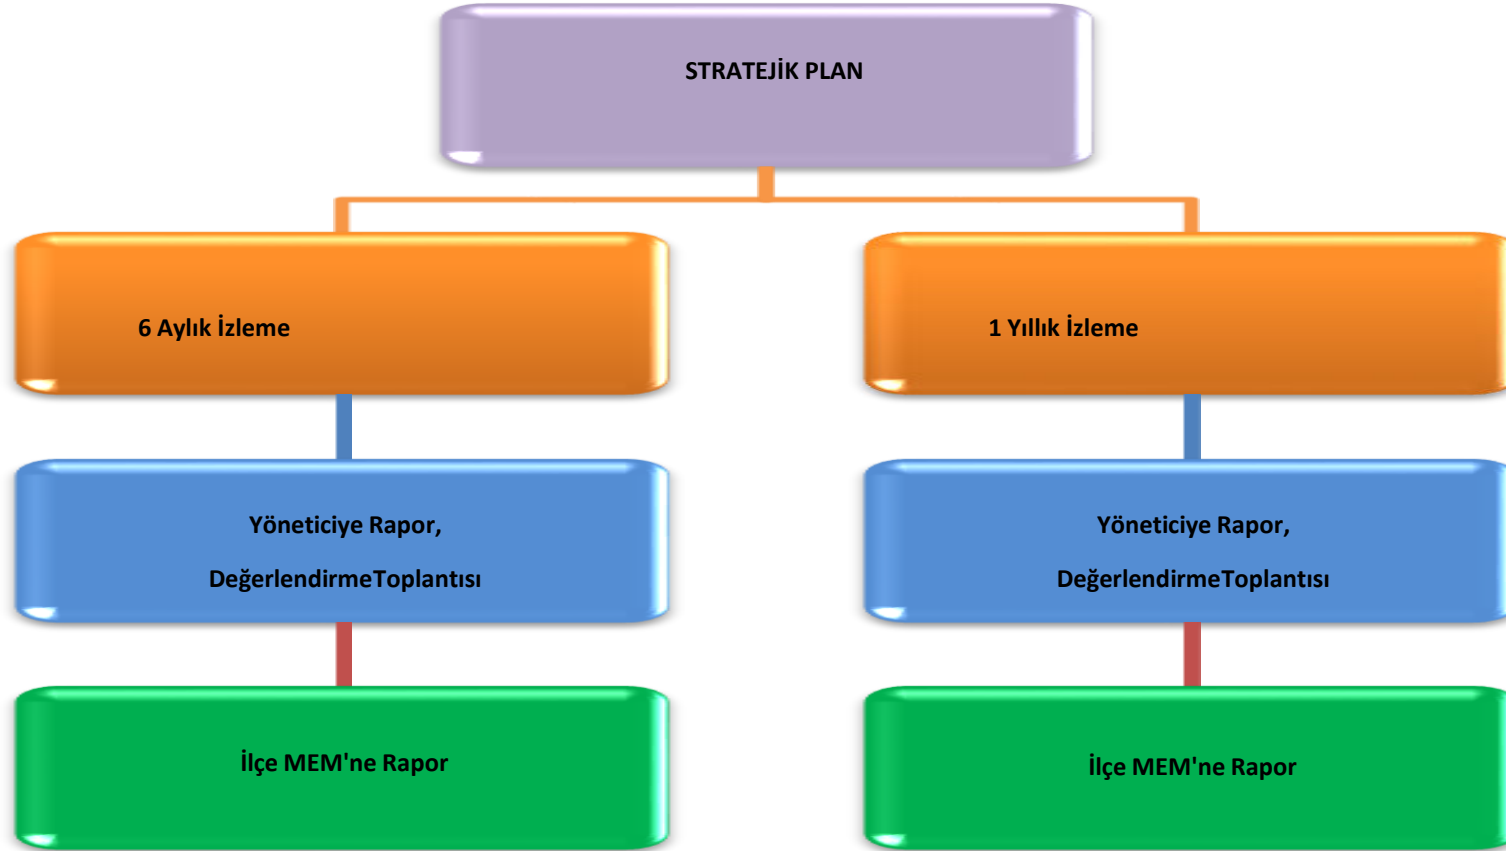 STRATEJİK PLAN
6 Aylık İzleme
1 Yıllık İzleme
Yöneticiye Rapor,
DeğerlendirmeToplantısı
Yöneticiye Rapor,
DeğerlendirmeToplantısı
İlçe MEM'ne Rapor
İlçe MEM'ne Rapor